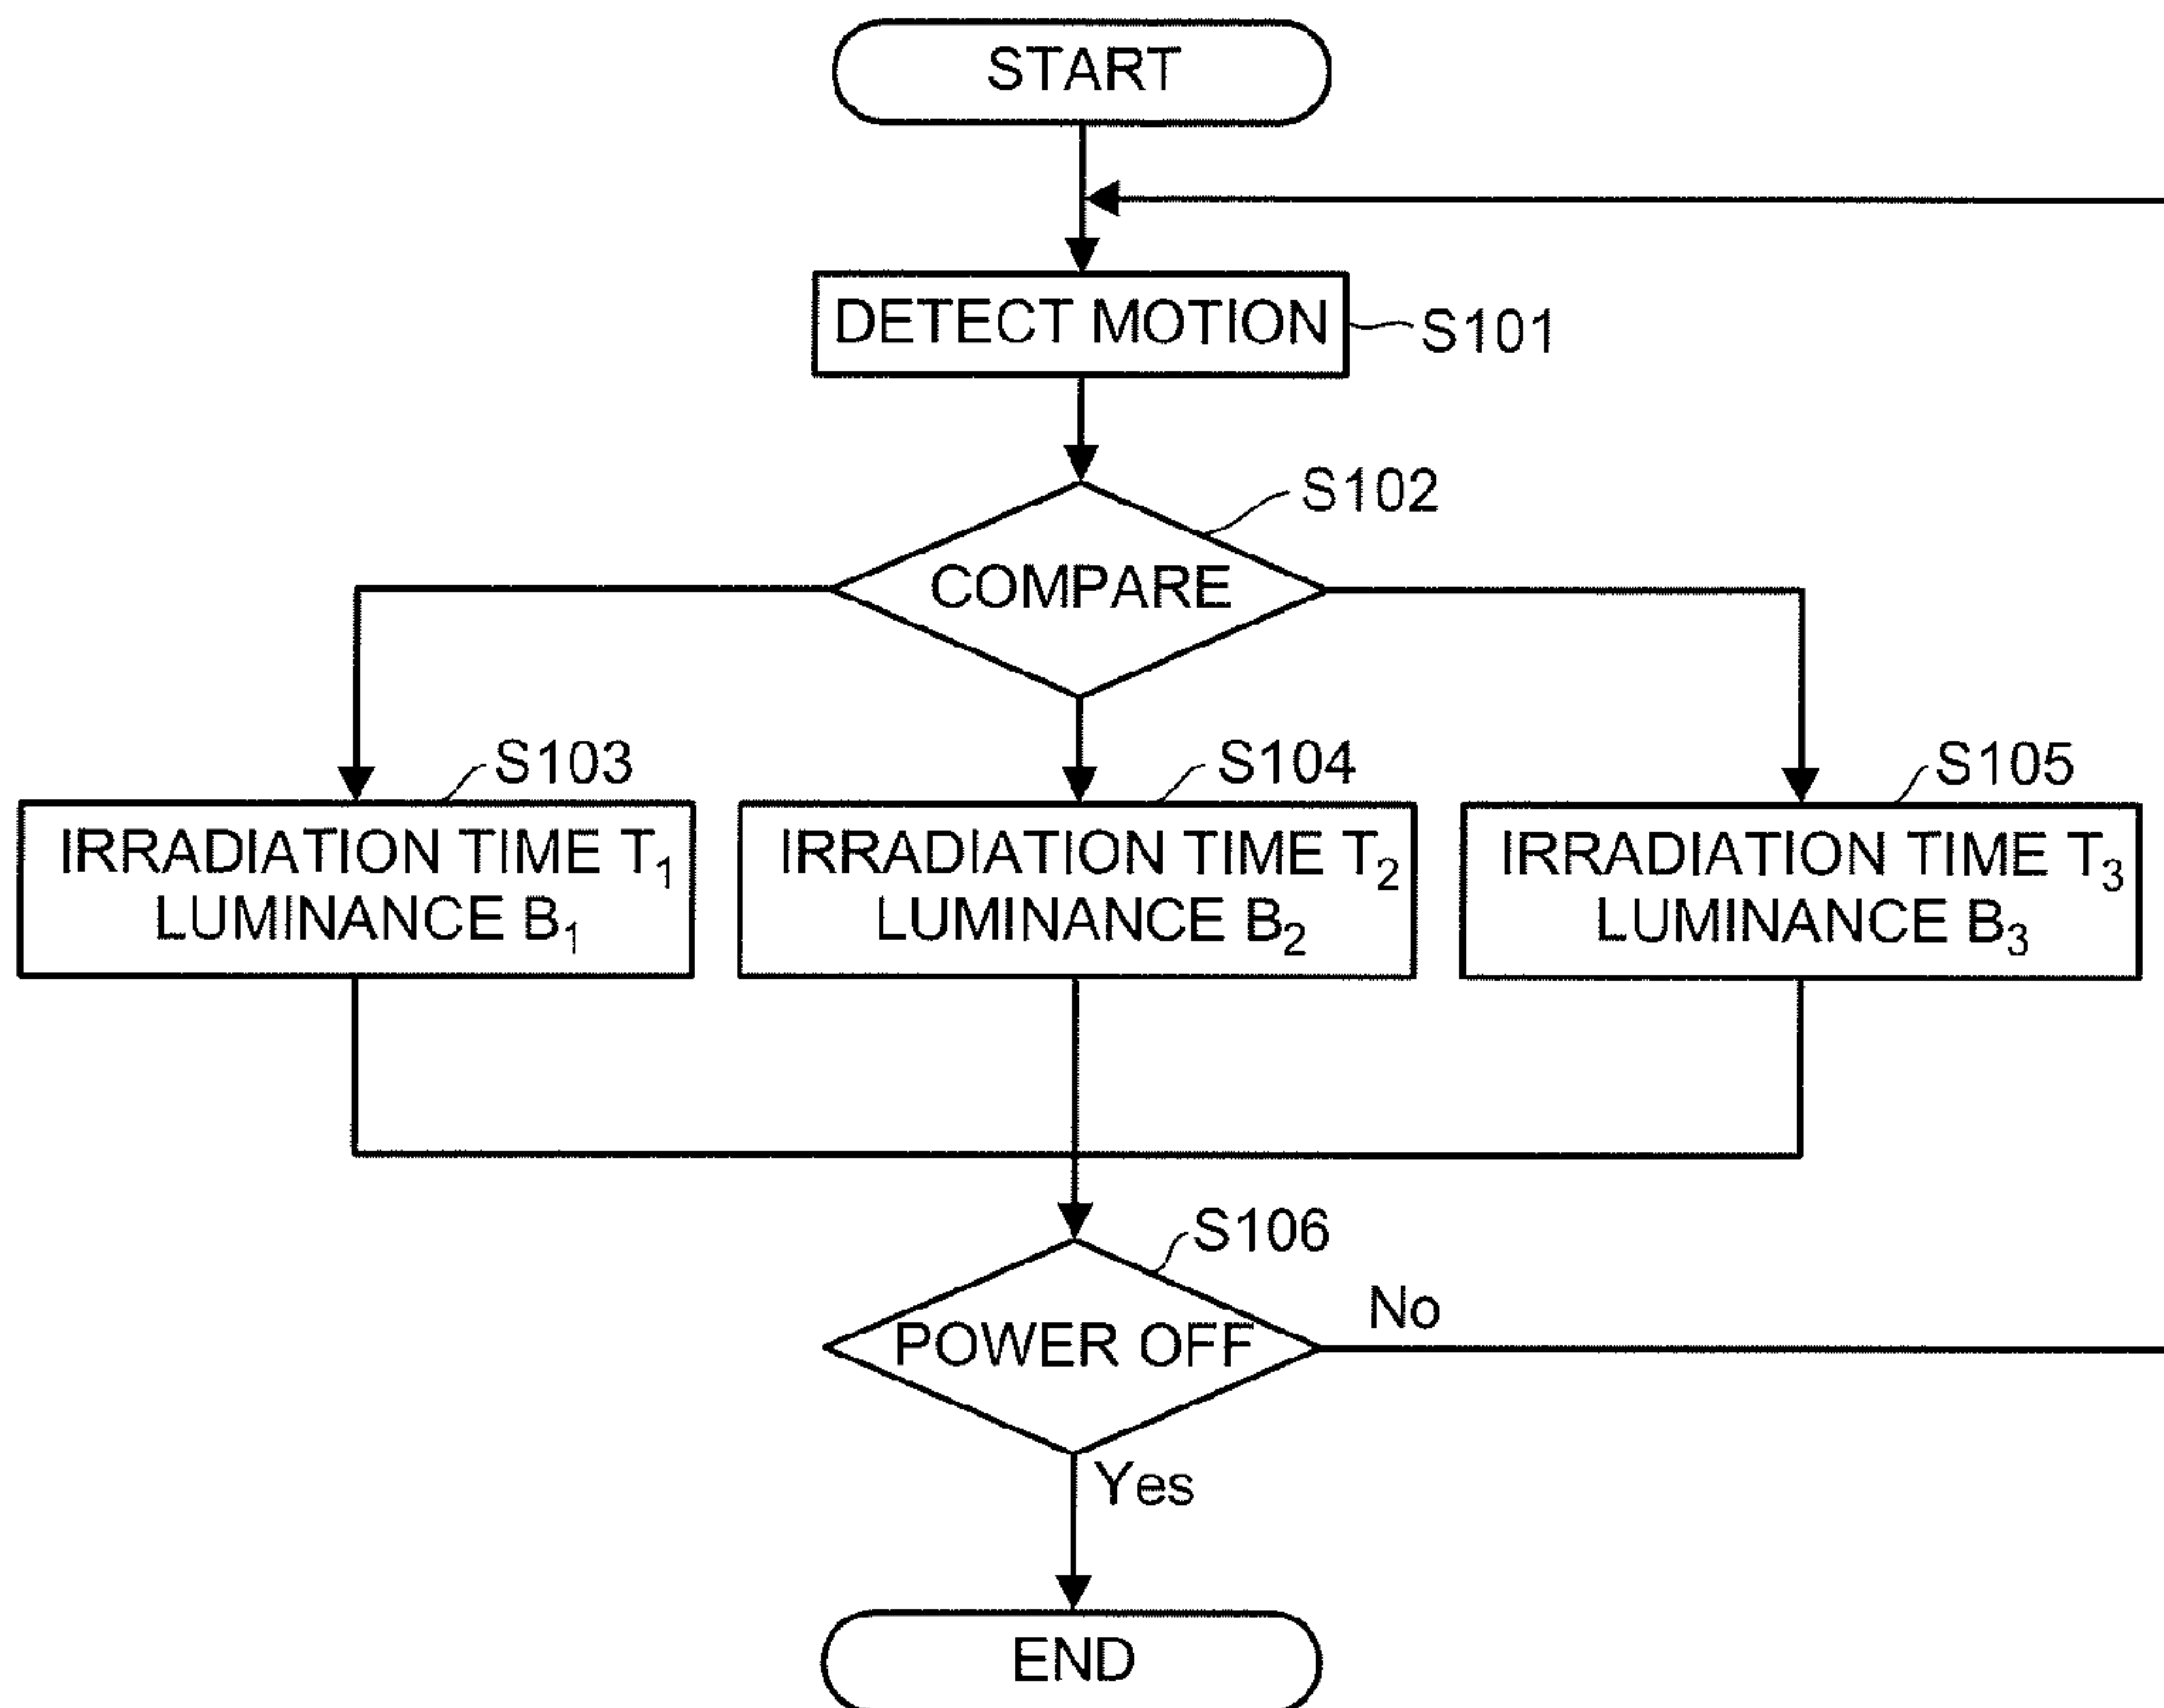 START
DETECT MOTION
S101
S102
COMPARE
S103
S104
S105
IRRADIATION TIME T₁
LUMINANCE B₁
IRRADIATION TIME T₂
LUMINANCE B₂
IRRADIATION TIME T₃
LUMINANCE B₃
S106
POWER OFF
No
Yes
END